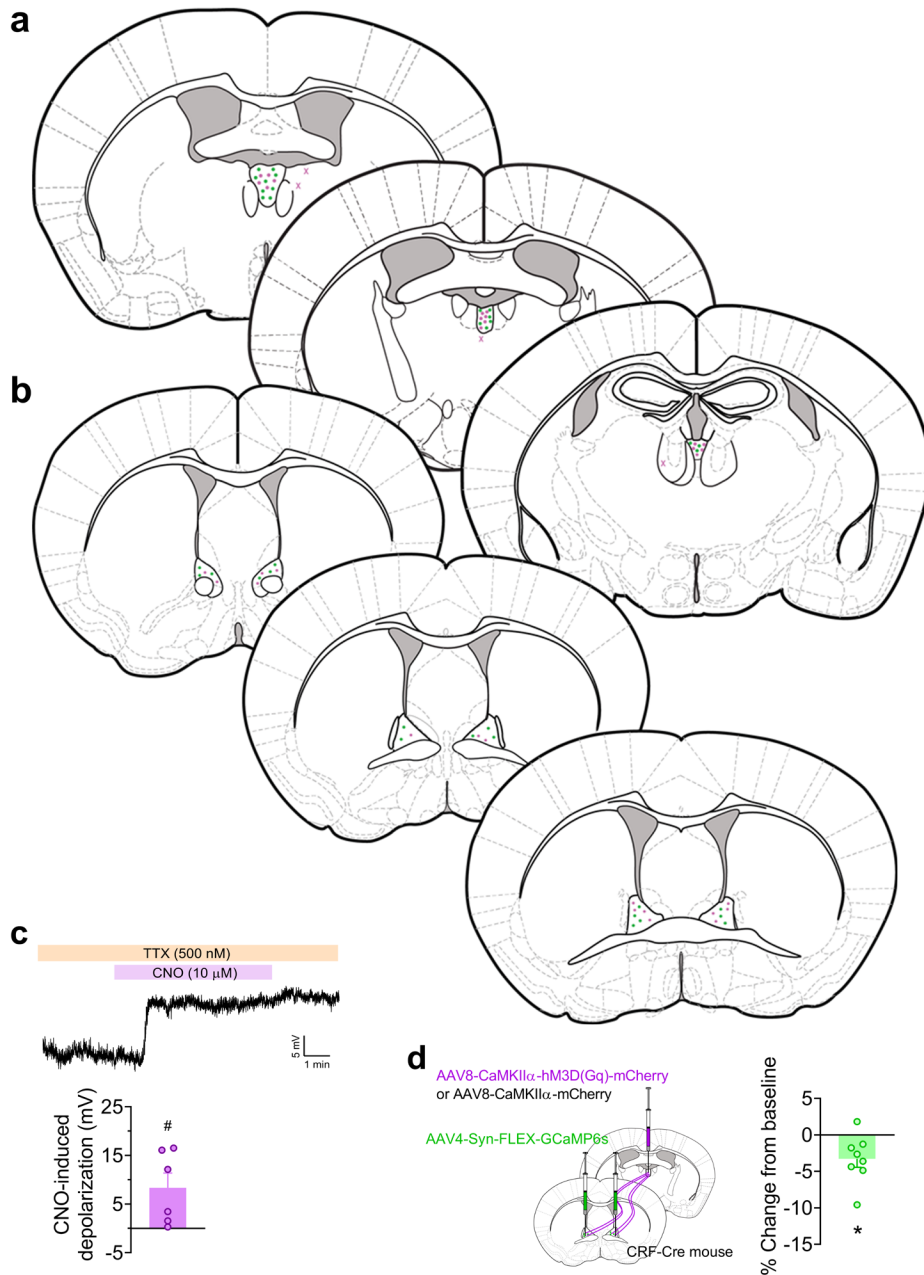 a
x
x
x
b
x
c
TTX (500 nM)
CNO (10 μM)
5 mV
1 min
CNO-induced
depolarization (mV)
25
15
5
-5
#
d
AAV8-CaMKIIα-hM3D(Gq)-mCherry
or AAV8-CaMKIIα-mCherry
AAV4-Syn-FLEX-GCaMP6s
CRF-Cre mouse
% Change from baseline
5
0
-5
-10
-15
*